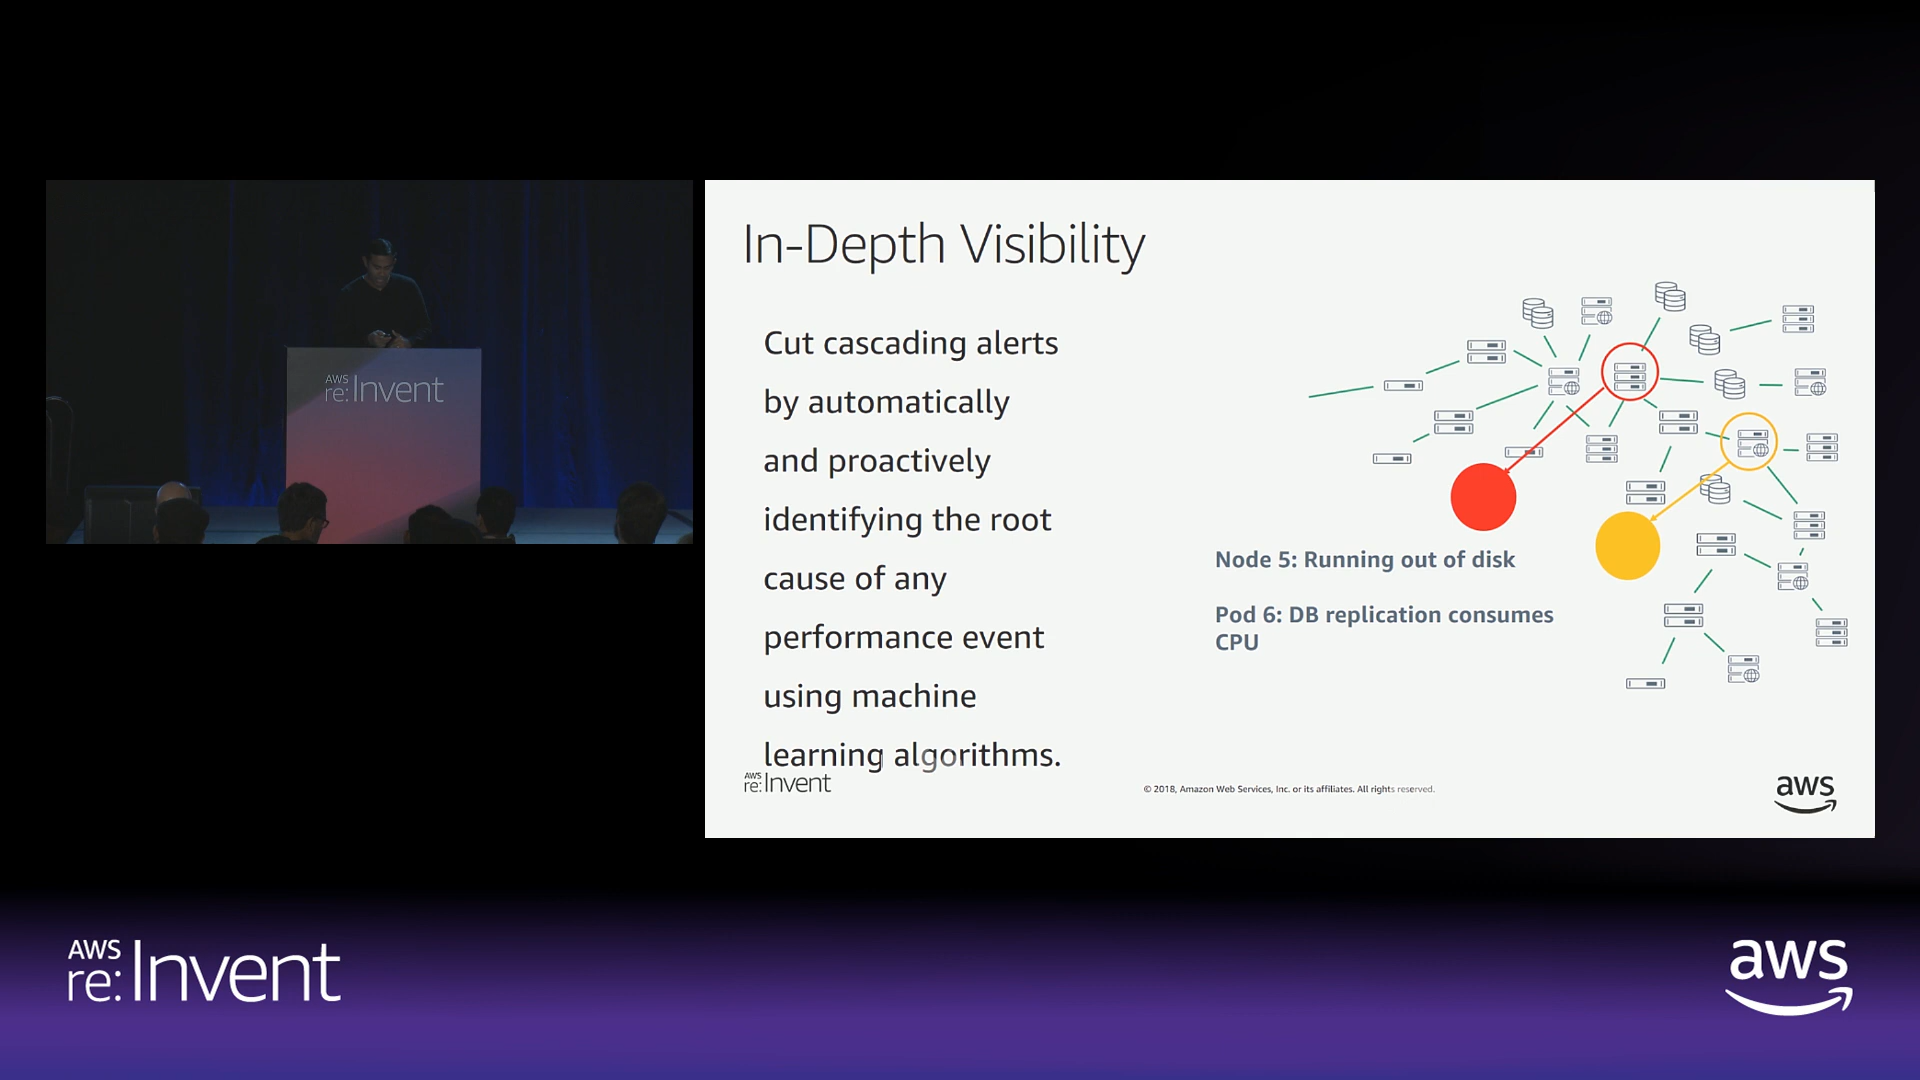 AWS
re:Invent
In-Depth Visibility
Cut cascading alerts
by automatically
and proactively
identifying the root
cause of any
performance event
using machine
learning algorithms.
Node 5: Running out of disk
Pod 6: DB replication consumes
CPU
AWS
re:Invent
© 2018, Amazon Web Services, Inc. or its affiliates. All rights reserved.
aws
AWS
re:Invent
aws